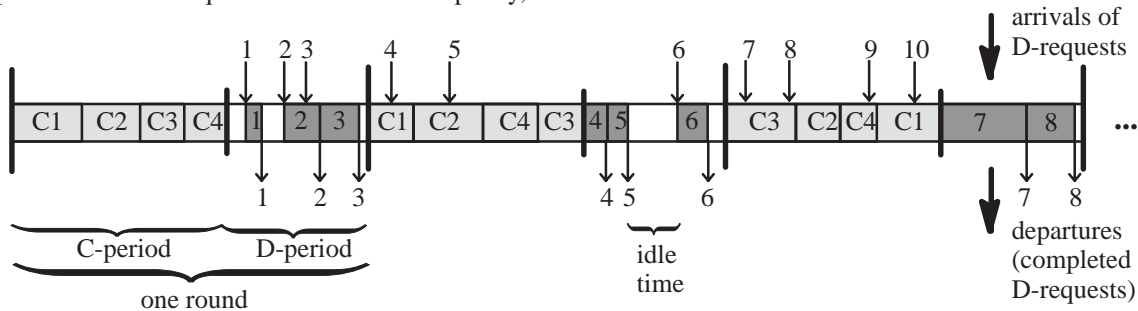 arrivals of
D-requests
1 2 3 4 5 6 7 8 9 10
C1 C2 C3 C4 1 2 3 C1 C2 C4 C3 4 5 6 C3 C2 C4 C1 7 8 ...
1 2 3 4 5 6 7 8
C-period D-period
one round
idle
time
departures
(completed
D-requests)